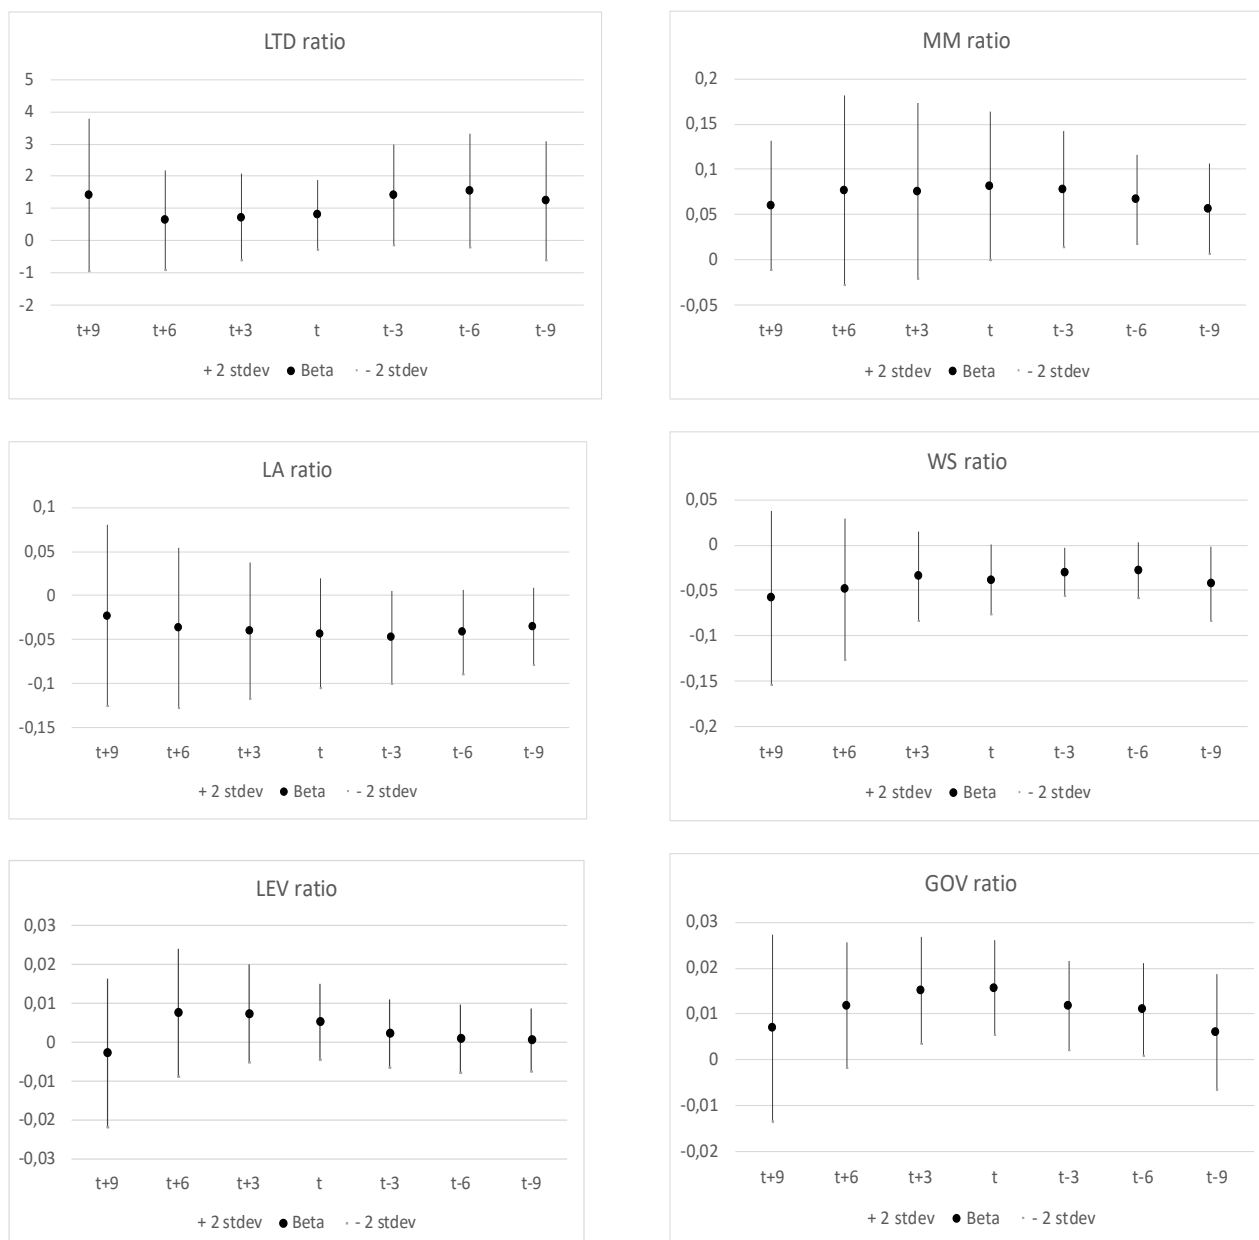 LTD ratio
5
4
3
2
1
0
-1
-2
t+9 t+6 t+3 t t-3 t-6 t-9
+ 2 stdev ● Beta · - 2 stdev
MM ratio
0,2
0,15
0,1
0,05
0
-0,05
t+9 t+6 t+3 t t-3 t-6 t-9
+ 2 stdev ● Beta · - 2 stdev
LA ratio
0,1
0,05
0
-0,05
-0,1
-0,15
t+9 t+6 t+3 t t-3 t-6 t-9
+ 2 stdev ● Beta · - 2 stdev
WS ratio
0,05
0
-0,05
-0,1
-0,15
-0,2
t+9 t+6 t+3 t t-3 t-6 t-9
+ 2 stdev ● Beta · - 2 stdev
LEV ratio
0,03
0,02
0,01
0
-0,01
-0,02
-0,03
t+9 t+6 t+3 t t-3 t-6 t-9
+ 2 stdev ● Beta · - 2 stdev
GOV ratio
0,03
0,02
0,01
0
-0,01
-0,02
t+9 t+6 t+3 t t-3 t-6 t-9
+ 2 stdev ● Beta · - 2 stdev